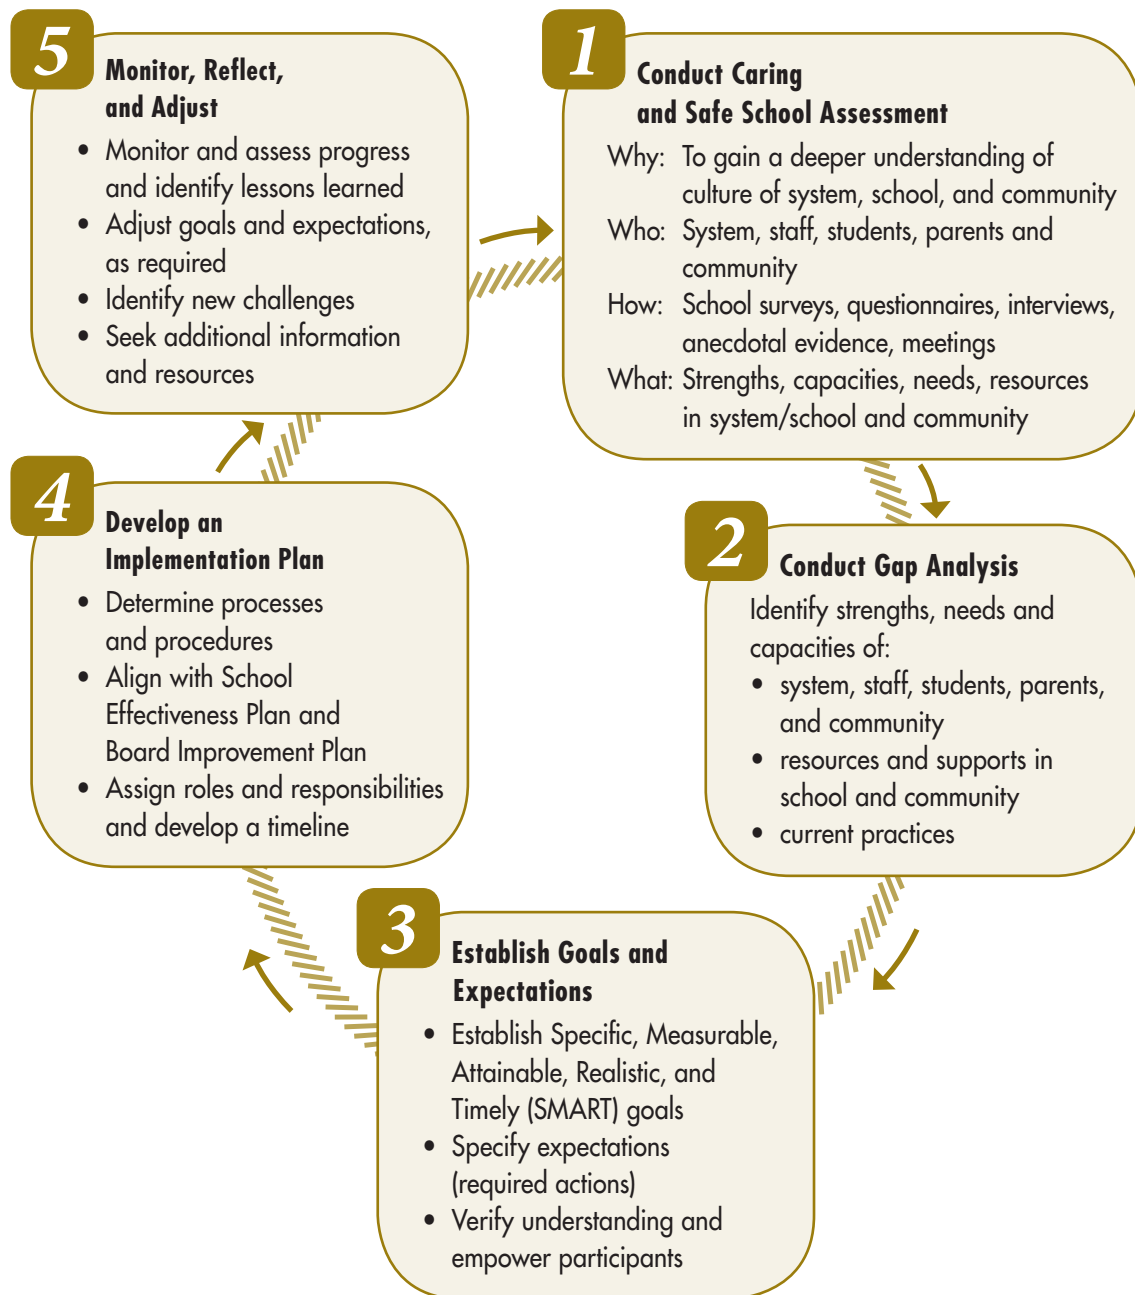 1
Conduct Caring
and Safe School Assessment
Why: To gain a deeper understanding of
culture of system, school, and community
Who: System, staff, students, parents and
community
How: School surveys, questionnaires, interviews,
anecdotal evidence, meetings
What: Strengths, capacities, needs, resources
in system/school and community
2
Conduct Gap Analysis
Identify strengths, needs and
capacities of:
• system, staff, students, parents,
and community
• resources and supports in
school and community
• current practices
3
Establish Goals and
Expectations
• Establish Specific, Measurable,
Attainable, Realistic, and
Timely (SMART) goals
• Specify expectations
(required actions)
• Verify understanding and
empower participants
4
Develop an
Implementation Plan
• Determine processes
and procedures
• Align with School
Effectiveness Plan and
Board Improvement Plan
• Assign roles and responsibilities
and develop a timeline
5
Monitor, Reflect,
and Adjust
• Monitor and assess progress
and identify lessons learned
• Adjust goals and expectations,
as required
• Identify new challenges
• Seek additional information
and resources